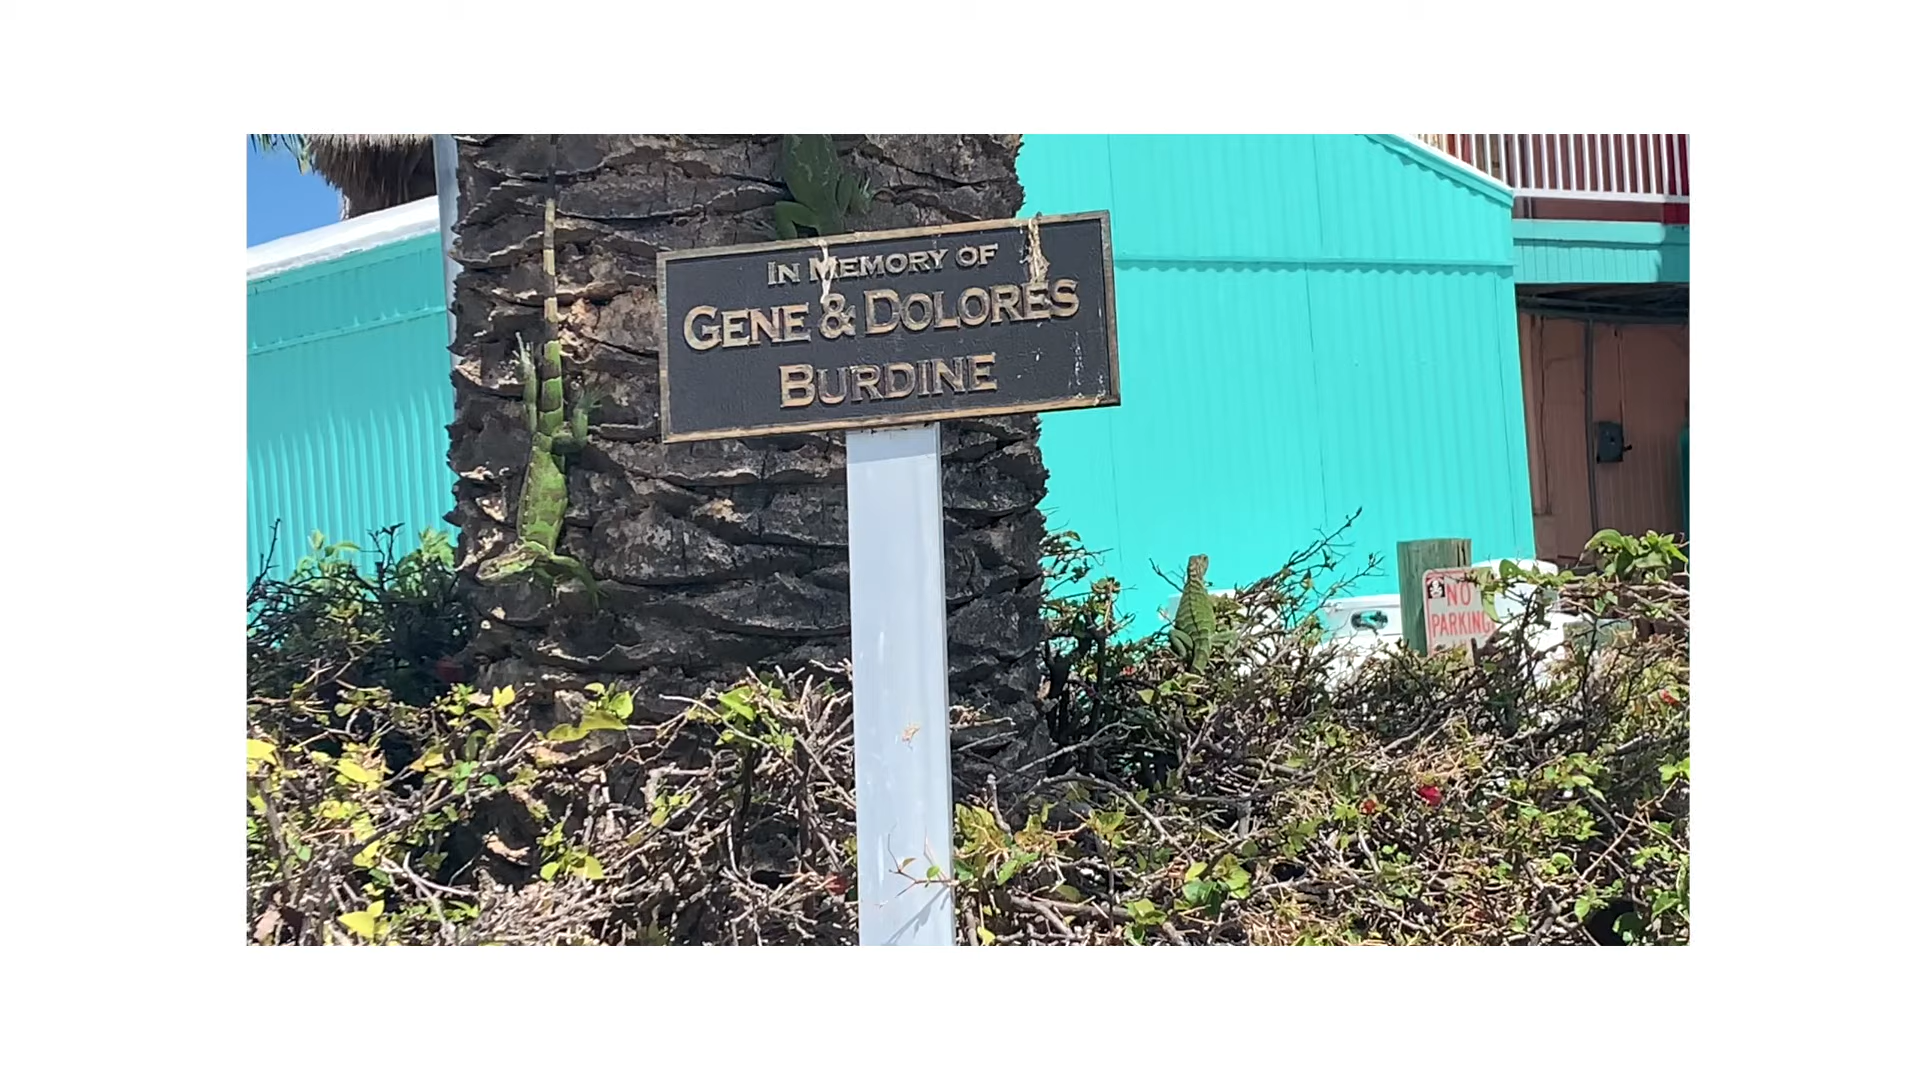 In Memory of
Gene & Dolores
Burdine
NO
PARKING